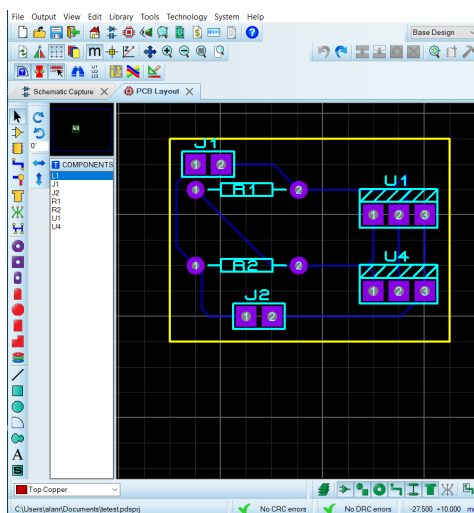 File Output View Edit Library Tools Technology System Help
Base Design
Schematic Capture
PCB Layout
0°
COMPONENTS
L1
J1
J2
R1
R2
U1
U4
J1
1 2
1 R1 2
U1
1 2 3
1 R2 2
U4
1 2 3
J2
1 2
Top Copper
C:\Users\alanr\Documents\tetest.pdsprj
No CRC errors
No DRC errors
-27.500 +10.000